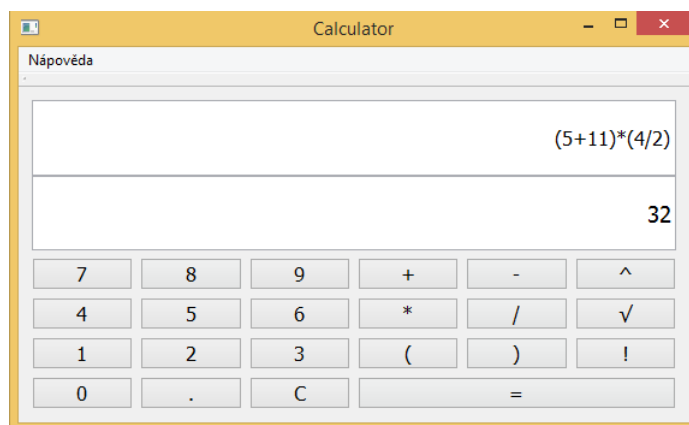 Calculator
Nápověda
(5+11)*(4/2)
32
7 8 9 + - ^
4 5 6 * / √
1 2 3 ( ) !
0 . C =